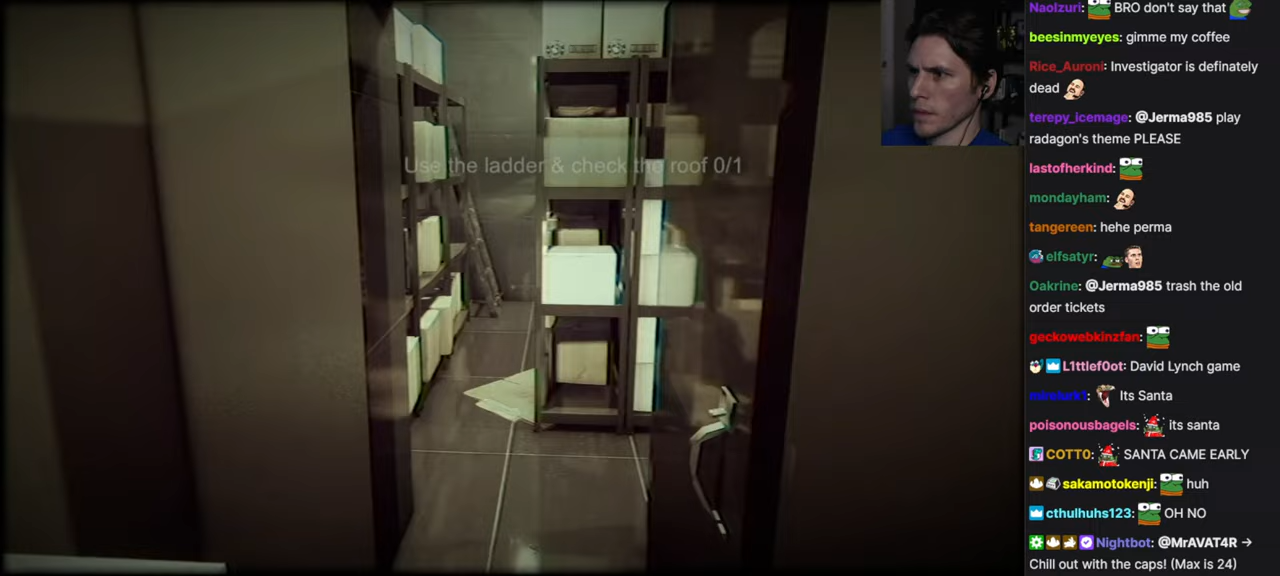 Use the ladder & check the roof 0/1
NaoIzuri: BRO don't say that
beesinmyeyes: gimme my coffee
Rice_Auroni: Investigator is definately
dead
terepy_icemage: @Jerma985 play
radagon's theme PLEASE
lastofherkind:
mondayham:
tangereen: hehe perma
elfsatyr:
Oakrine: @Jerma985 trash the old
order tickets
geckowebkinzfan:
L1ttlef0ot: David Lynch game
Its Santa
poisonousbagels: its santa
COTT0: SANTA CAME EARLY
sakamotokenji: huh
cthulhuhs123: OH NO
Nightbot: @MrAVAT4R →
Chill out with the caps! (Max is 24)